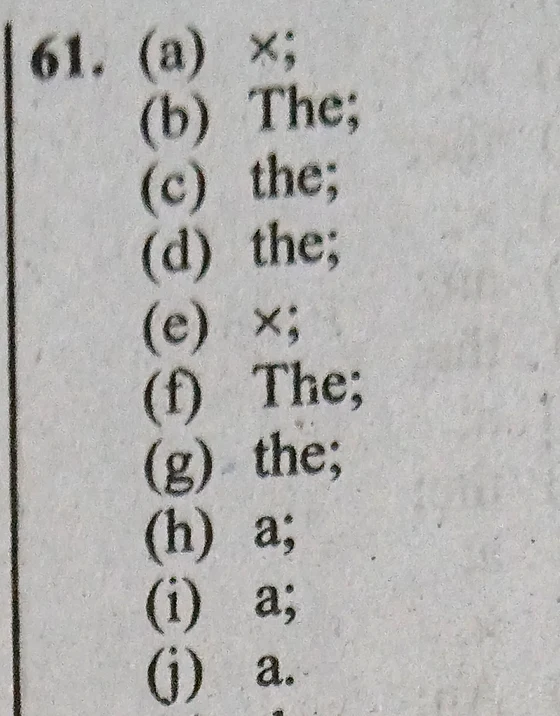 61. (a) ×;
(b) The;
(c) the;
(d) the;
(e) ×;
(f) The;
(g) the;
(h) a;
(i) a;
(j) a.